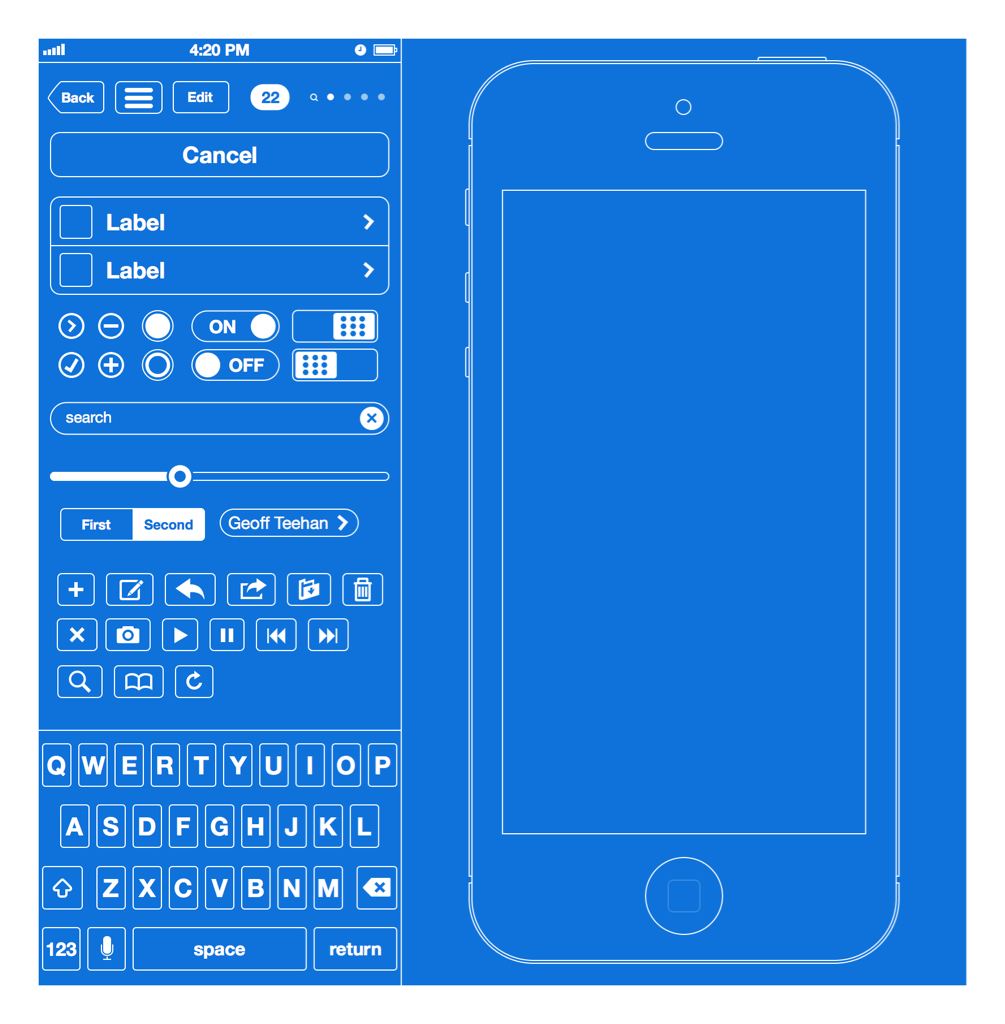 4:20 PM
Back Edit 22
Cancel
Label
Label
ON
OFF
search
First Second Geoff Teehan
Q W E R T Y U I O P
A S D F G H J K L
Z X C V B N M
123 space return